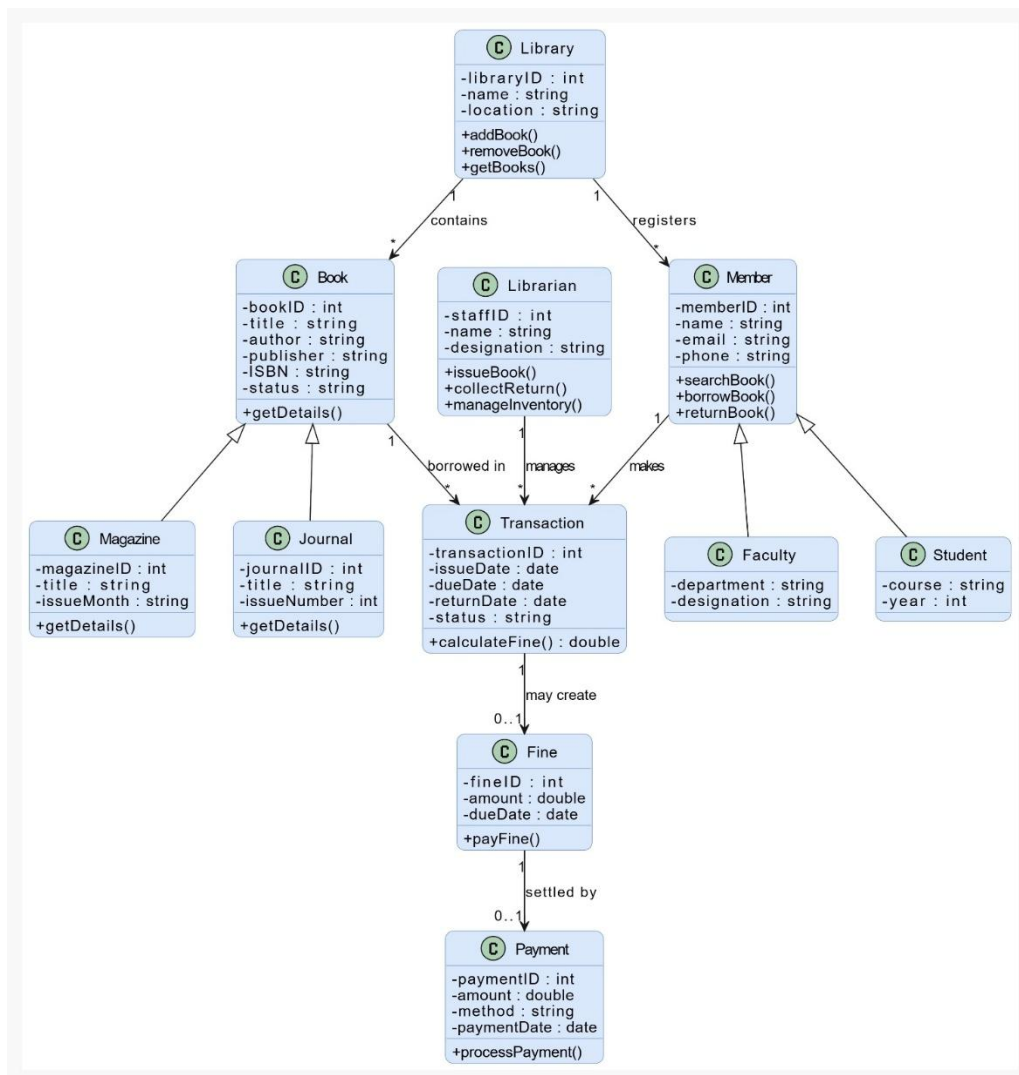 C Library
-libraryID : int
-name : string
-location : string
+addBook()
+removeBook()
+getBooks()
1
1
contains
registers
*
*
C Book
-bookID : int
-title : string
-author : string
-publisher : string
-ISBN : string
-status : string
+getDetails()
C Librarian
-staffID : int
-name : string
-designation : string
+issueBook()
+collectReturn()
+manageInventory()
C Member
-memberID : int
-name : string
-email : string
-phone : string
+searchBook()
+borrowBook()
+returnBook()
1
1
1
borrowed in
manages
makes
*
*
*
C Magazine
-magazineID : int
-title : string
-issueMonth : string
+getDetails()
C Journal
-journalID : int
-title : string
-issueNumber : int
+getDetails()
C Transaction
-transactionID : int
-issueDate : date
-dueDate : date
-returnDate : date
-status : string
+calculateFine() : double
C Faculty
-department : string
-designation : string
C Student
-course : string
-year : int
1
may create
0..1
C Fine
-fineID : int
-amount : double
-dueDate : date
+payFine()
1
settled by
0..1
C Payment
-paymentID : int
-amount : double
-method : string
-paymentDate : date
+processPayment()